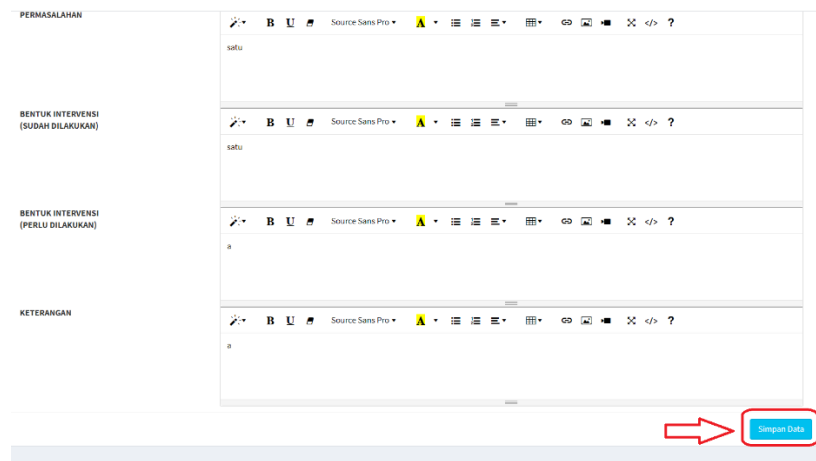 PERMASALAHAN
B U Source Sans Pro A </> ?
satu
BENTUK INTERVENSI
(SUDAH DILAKUKAN)
B U Source Sans Pro A </> ?
satu
BENTUK INTERVENSI
(PERLU DILAKUKAN)
B U Source Sans Pro A </> ?
a
KETERANGAN
B U Source Sans Pro A </> ?
a
Simpan Data